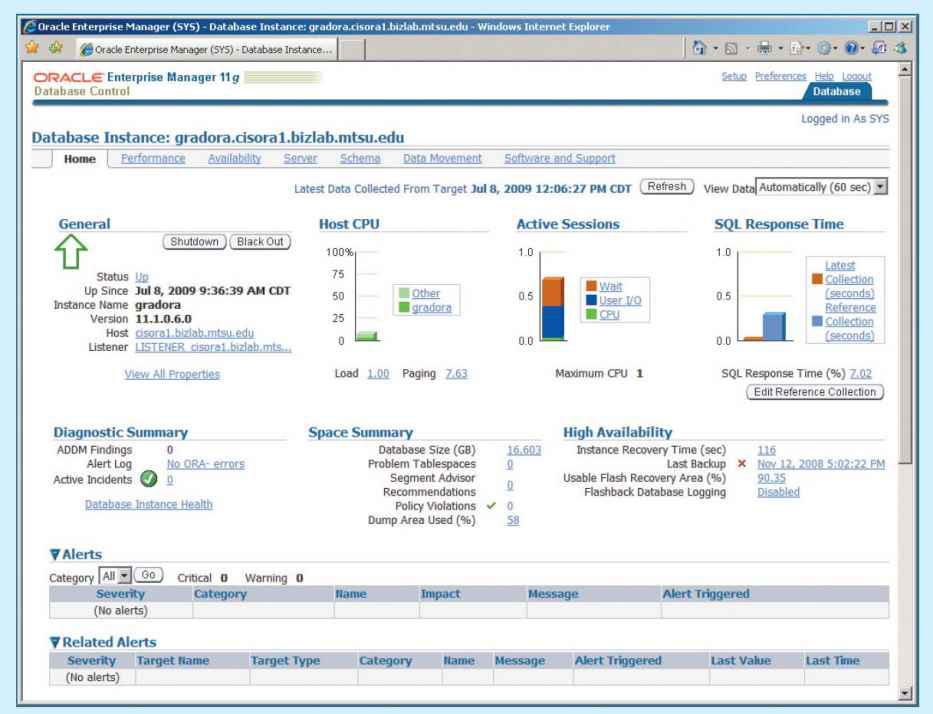 Oracle Enterprise Manager (SYS) - Database Instance: gradora.cisora1.bizlab.mtsu.edu - Windows Internet Explorer
Oracle Enterprise Manager (SYS) - Database Instance...
ORACLE Enterprise Manager 11g
Setup Preferences Help Logout
Database Control
Database
Logged in As SYS
Database Instance: gradora.cisora1.bizlab.mtsu.edu
Home Performance Availability Server Schema Data Movement Software and Support
Latest Data Collected From Target Jul 8, 2009 12:06:27 PM CDT Refresh View Data Automatically (60 sec)
General
Shutdown Black Out
Status Up
Up Since Jul 8, 2009 9:36:39 AM CDT
Instance Name gradora
Version 11.1.0.6.0
Host cisora1.bizlab.mtsu.edu
Listener LISTENER_cisora1.bizlab.mts...
View All Properties
Host CPU
100%
75
50
25
0
Other
gradora
Load 1.00 Paging 7.63
Active Sessions
1.0
0.5
0.0
Wait
User I/O
CPU
Maximum CPU 1
SQL Response Time
1.0
0.5
0.0
Latest
Collection
(seconds)
Reference
Collection
(seconds)
SQL Response Time (%) 7.02
Edit Reference Collection
Diagnostic Summary
ADDM Findings 0
Alert Log No ORA- errors
Active Incidents 0
Database Instance Health
Space Summary
Database Size (GB) 16.603
Problem Tablespaces 0
Segment Advisor
Recommendations 0
Policy Violations 0
Dump Area Used (%) 58
High Availability
Instance Recovery Time (sec) 116
Last Backup Nov 12, 2008 5:02:22 PM
Usable Flash Recovery Area (%) 90.35
Flashback Database Logging Disabled
Alerts
Category All Go Critical 0 Warning 0
Severity Category Name Impact Message Alert Triggered
(No alerts)
Related Alerts
Severity Target Name Target Type Category Name Message Alert Triggered Last Value Last Time
(No alerts)